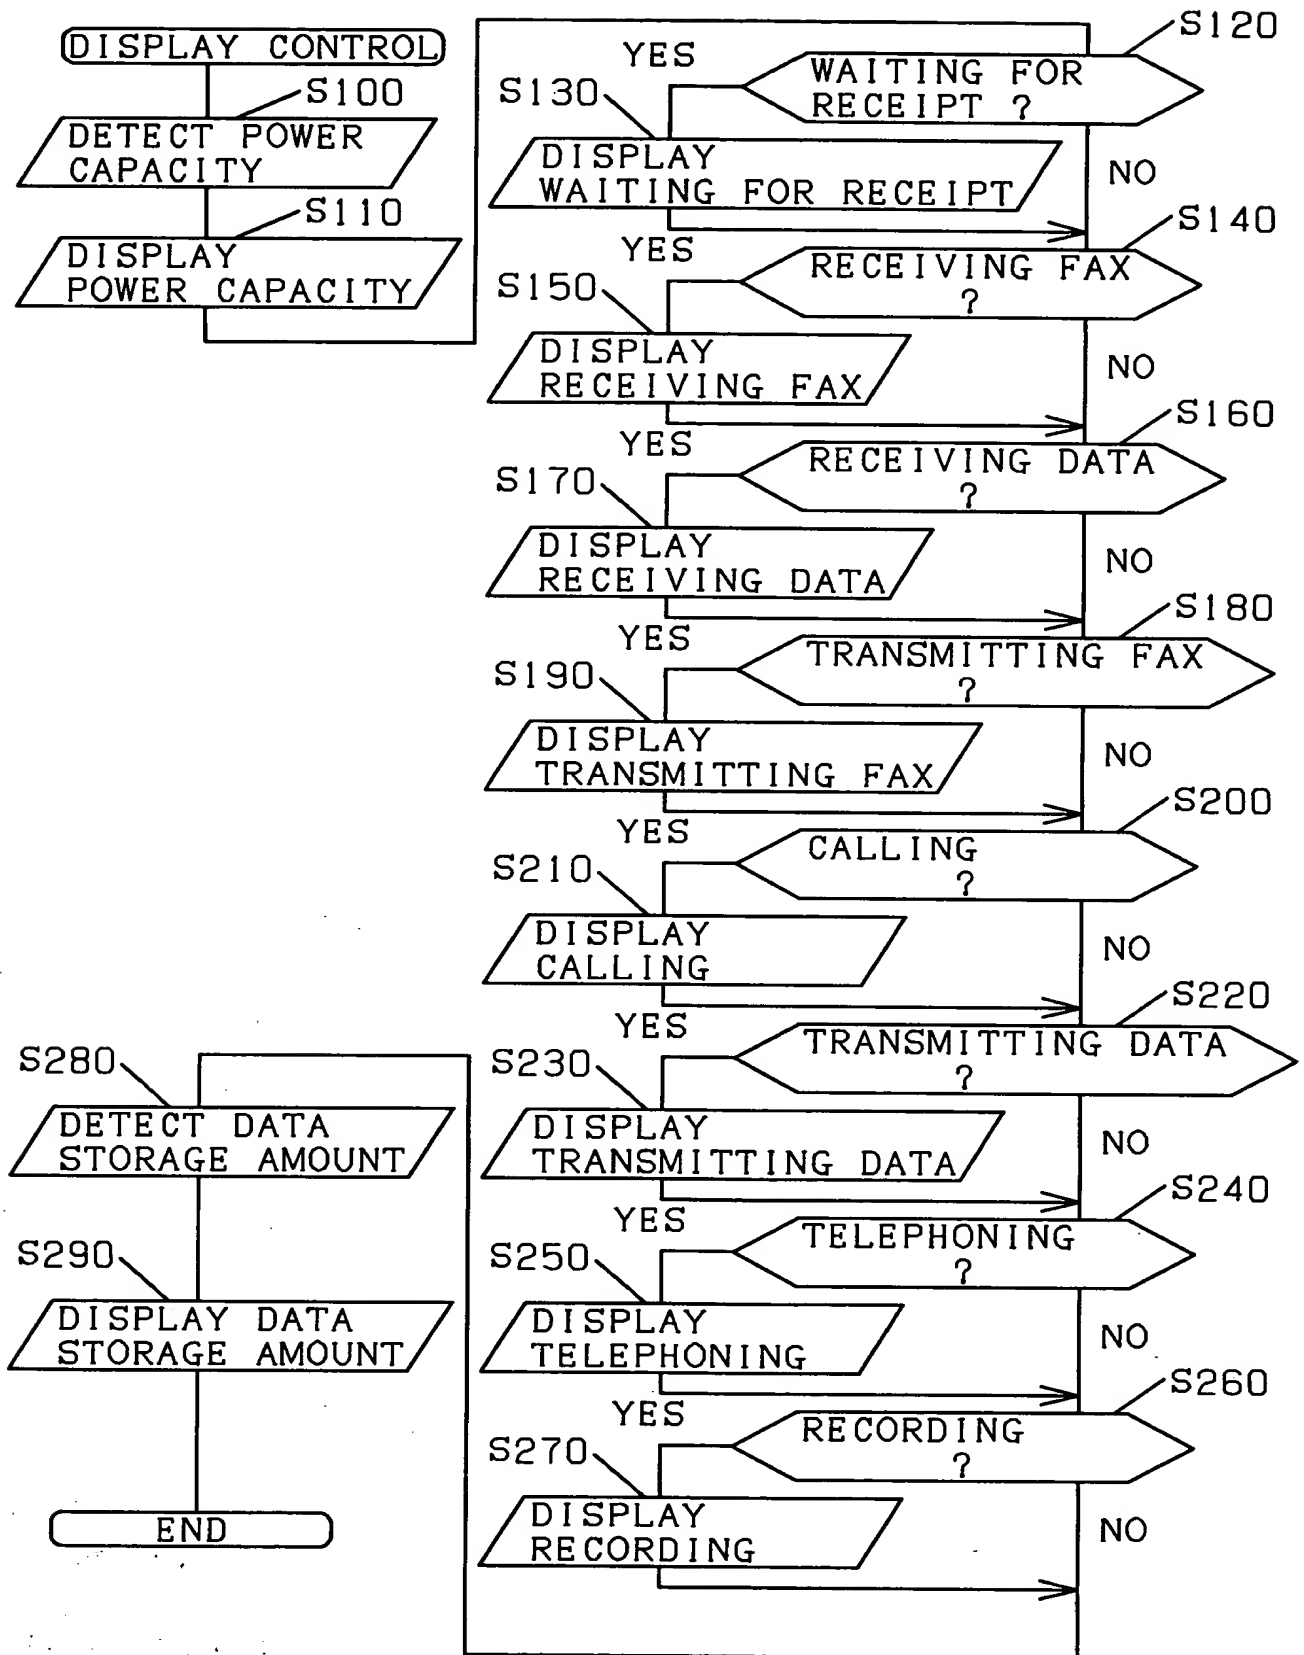 DISPLAY CONTROL
S100
DETECT POWER
CAPACITY
S110
DISPLAY
POWER CAPACITY
S120
WAITING FOR
RECEIPT ?
YES
NO
S130
DISPLAY
WAITING FOR RECEIPT
S140
RECEIVING FAX
?
YES
NO
S150
DISPLAY
RECEIVING FAX
S160
RECEIVING DATA
?
YES
NO
S170
DISPLAY
RECEIVING DATA
S180
TRANSMITTING FAX
?
YES
NO
S190
DISPLAY
TRANSMITTING FAX
S200
CALLING
?
YES
NO
S210
DISPLAY
CALLING
S220
TRANSMITTING DATA
?
YES
NO
S230
DISPLAY
TRANSMITTING DATA
S240
TELEPHONING
?
YES
NO
S250
DISPLAY
TELEPHONING
S260
RECORDING
?
YES
NO
S270
DISPLAY
RECORDING
S280
DETECT DATA
STORAGE AMOUNT
S290
DISPLAY DATA
STORAGE AMOUNT
END